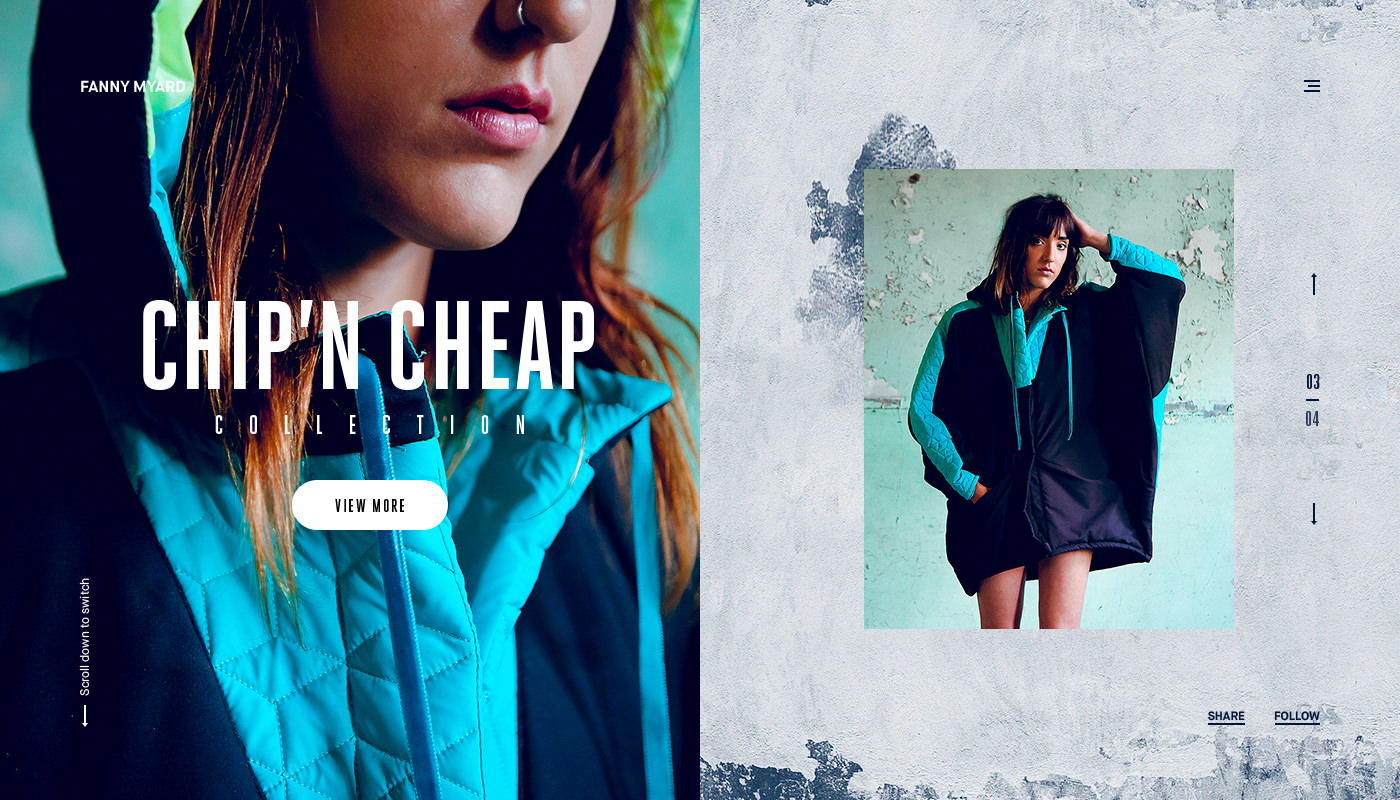 FANNY MYARD
CHIP'N CHEAP
COLLECTION
VIEW MORE
Scroll down to switch
03
04
SHARE
FOLLOW